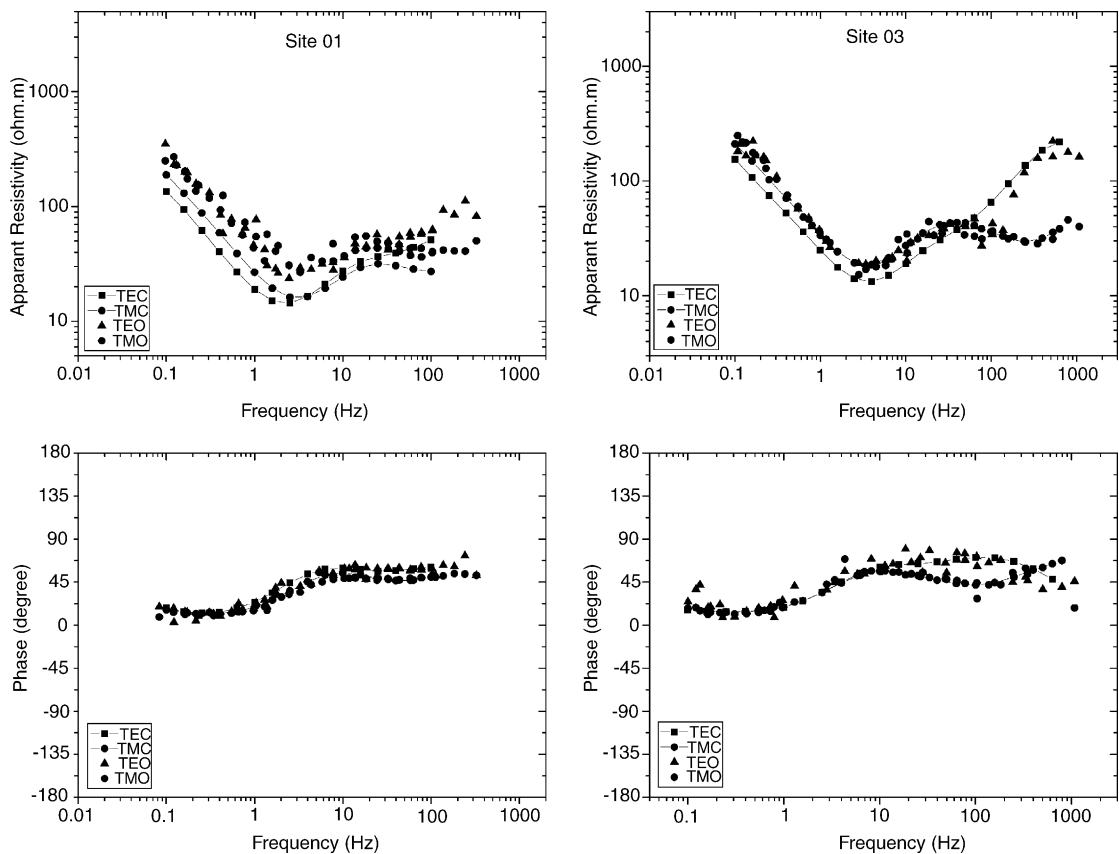 Site 01
Apparant Resistivity (ohm.m)
1000
100
10
TEC
TMC
TEO
TMO
0.01 0.1 1 10 100 1000
Frequency (Hz)
Site 03
Apparant Resistivity (ohm.m)
1000
100
10
TEC
TMC
TEO
TMO
0.01 0.1 1 10 100 1000
Frequency (Hz)
Phase (degree)
180
135
90
45
0
-45
-90
-135
-180
TEC
TMC
TEO
TMO
0.01 0.1 1 10 100 1000
Frequency (Hz)
Phase (degree)
180
135
90
45
0
-45
-90
-135
-180
TEC
TMC
TEO
TMO
0.1 1 10 100 1000
Frequency (Hz)